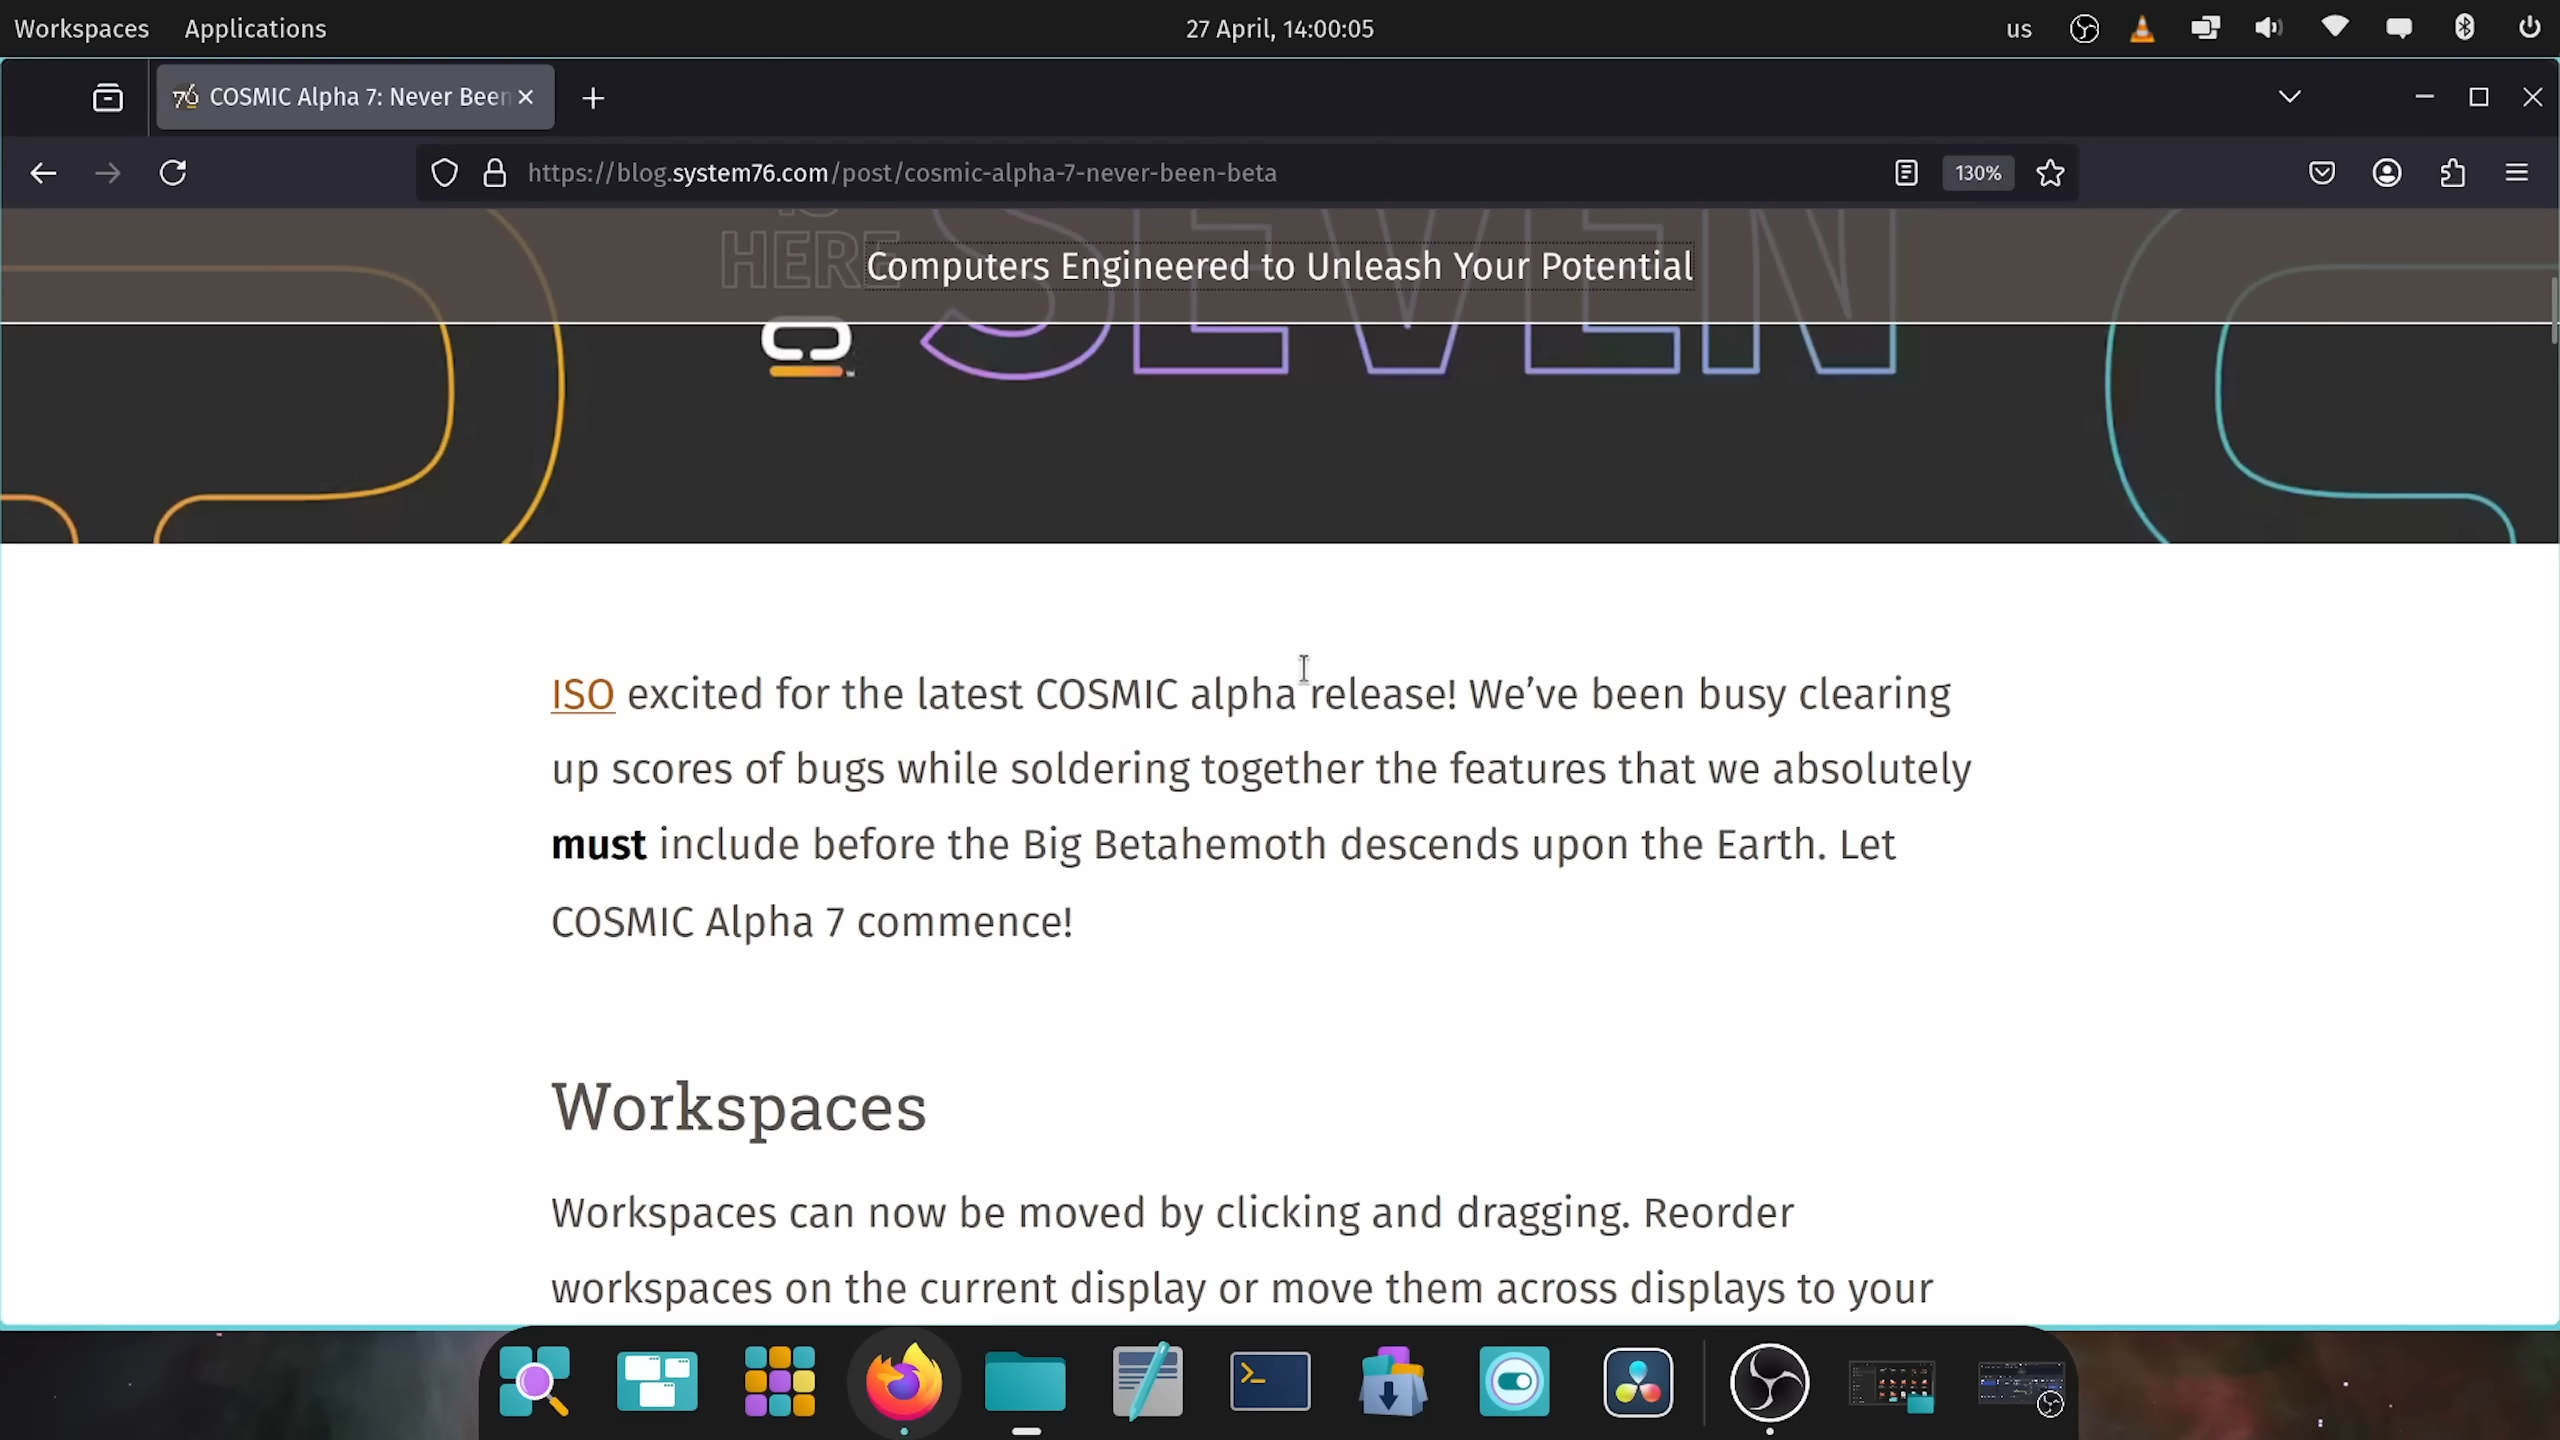 Workspaces Applications 27 April, 14:00:05 us
COSMIC Alpha 7: Never Been
https://blog.system76.com/post/cosmic-alpha-7-never-been-beta 130%
HERE
SEVEN
Computers Engineered to Unleash Your Potential
ISO excited for the latest COSMIC alpha release! We’ve been busy clearing
up scores of bugs while soldering together the features that we absolutely
must include before the Big Betahemoth descends upon the Earth. Let
COSMIC Alpha 7 commence!
Workspaces
Workspaces can now be moved by clicking and dragging. Reorder
workspaces on the current display or move them across displays to your